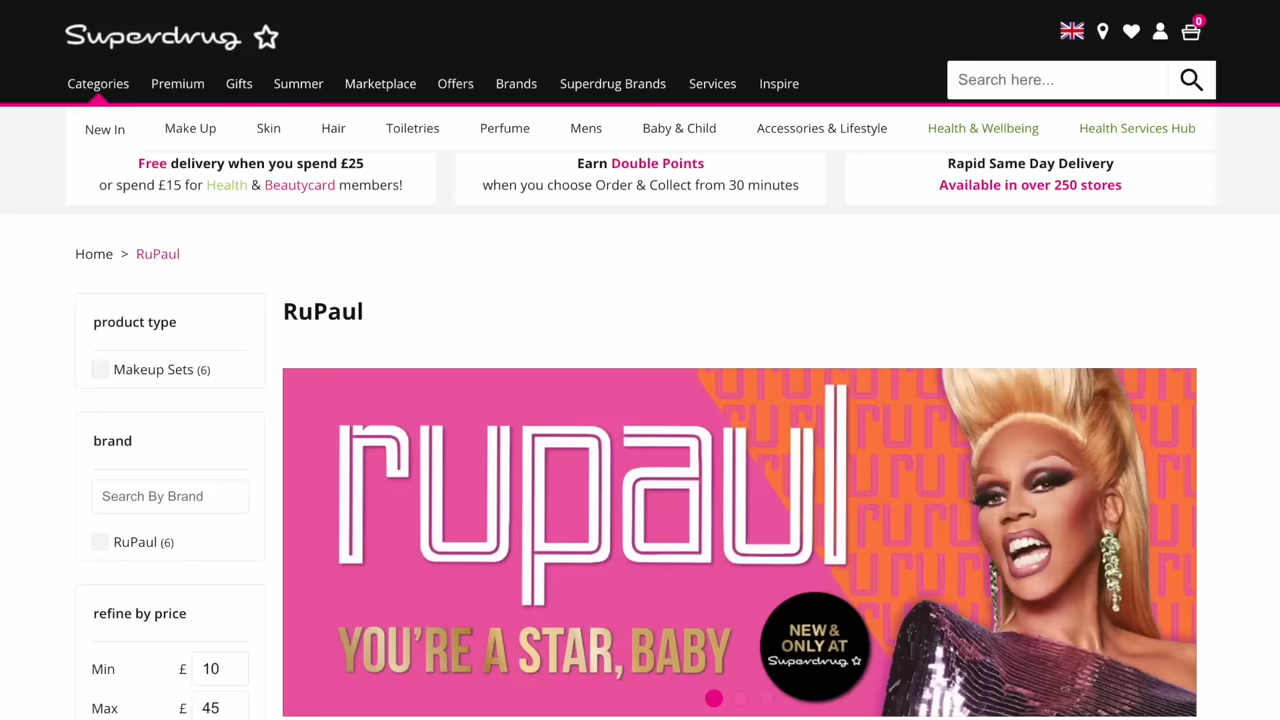 Superdrug
0
Categories Premium Gifts Summer Marketplace Offers Brands Superdrug Brands Services Inspire
Search here...
New In Make Up Skin Hair Toiletries Perfume Mens Baby & Child Accessories & Lifestyle Health & Wellbeing Health Services Hub
Free delivery when you spend £25
or spend £15 for Health & Beautycard members!
Earn Double Points
when you choose Order & Collect from 30 minutes
Rapid Same Day Delivery
Available in over 250 stores
Home > RuPaul
product type
Makeup Sets (6)
brand
Search By Brand
RuPaul (6)
refine by price
Min £ 10
Max £ 45
RuPaul
rupaul
YOU'RE A STAR, BABY
NEW &
ONLY AT
Superdrug